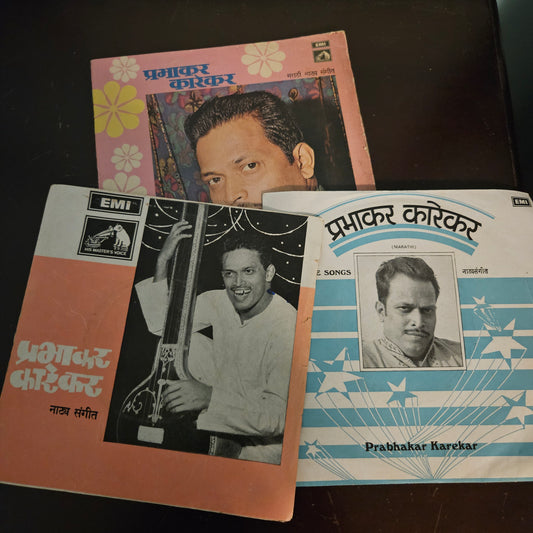 प्रभाकर
कारेकर
EMI
मराठी नाट्य संगीत
EMI
HIS MASTER'S VOICE
प्रभाकर
कारेकर
नाट्य संगीत
EMI
प्रभाकर कारेकर
(MARATHI)
SONGS
नाट्यसंगीत
Prabhakar Karekar